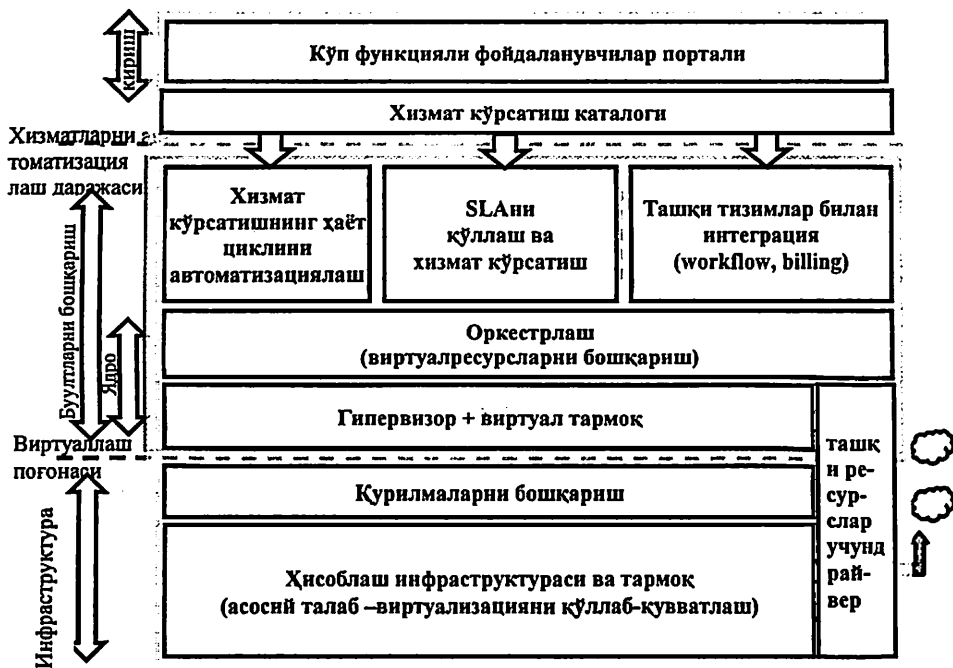 кириш
Кўп функцияли фойдаланувчилар портали
Хизмат кўрсатиш каталоги
Хизматларни а
томатизация
лаш даражаси
Хизмат
кўрсатишнинг ҳаёт
циклини
автоматизациялаш
SLAни
қўллаш ва
хизмат кўрсатиш
Ташқи тизимлар билан
интеграция
(workflow, billing)
Буултларни бошқариш
Ядро
Оркестрлаш
(виртуалресурсларни бошқариш)
Гипервизор + виртуал тармоқ
Виртуаллаш
поғонаси
Қурилмаларни бошқариш
Инфраструктура
Ҳисоблаш инфраструктураси ва тармоқ
(асосий талаб –виртуализацияни қўллаб-қувватлаш)
ташқ
и ре-
сур-
слар
учунд
рай-
вер